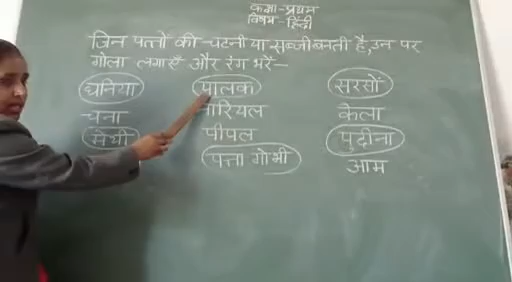 कक्षा-प्रथम
विषय-हिंदी
जिन पत्तों की चटनी या सब्जी बनती है,उन पर
गोला लगाएँ और रंग भरें-
धनिया पालक सरसों
चना नारियल केला
मेथी पीपल पुदीना
पत्ता गोभी आम